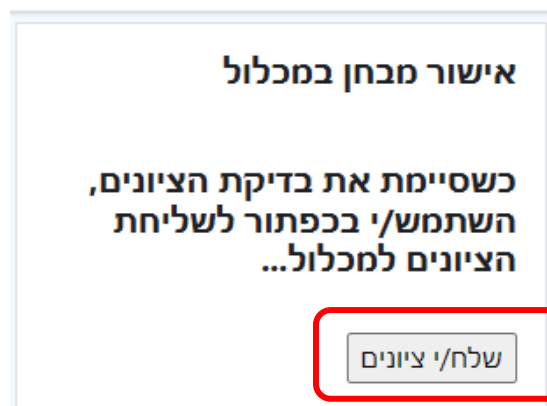 אישור מבחן במכלול
כשסיימת את בדיקת הציונים,
השתמש/י בכפתור לשליחת
הציונים למכלול...
שלח/י ציונים